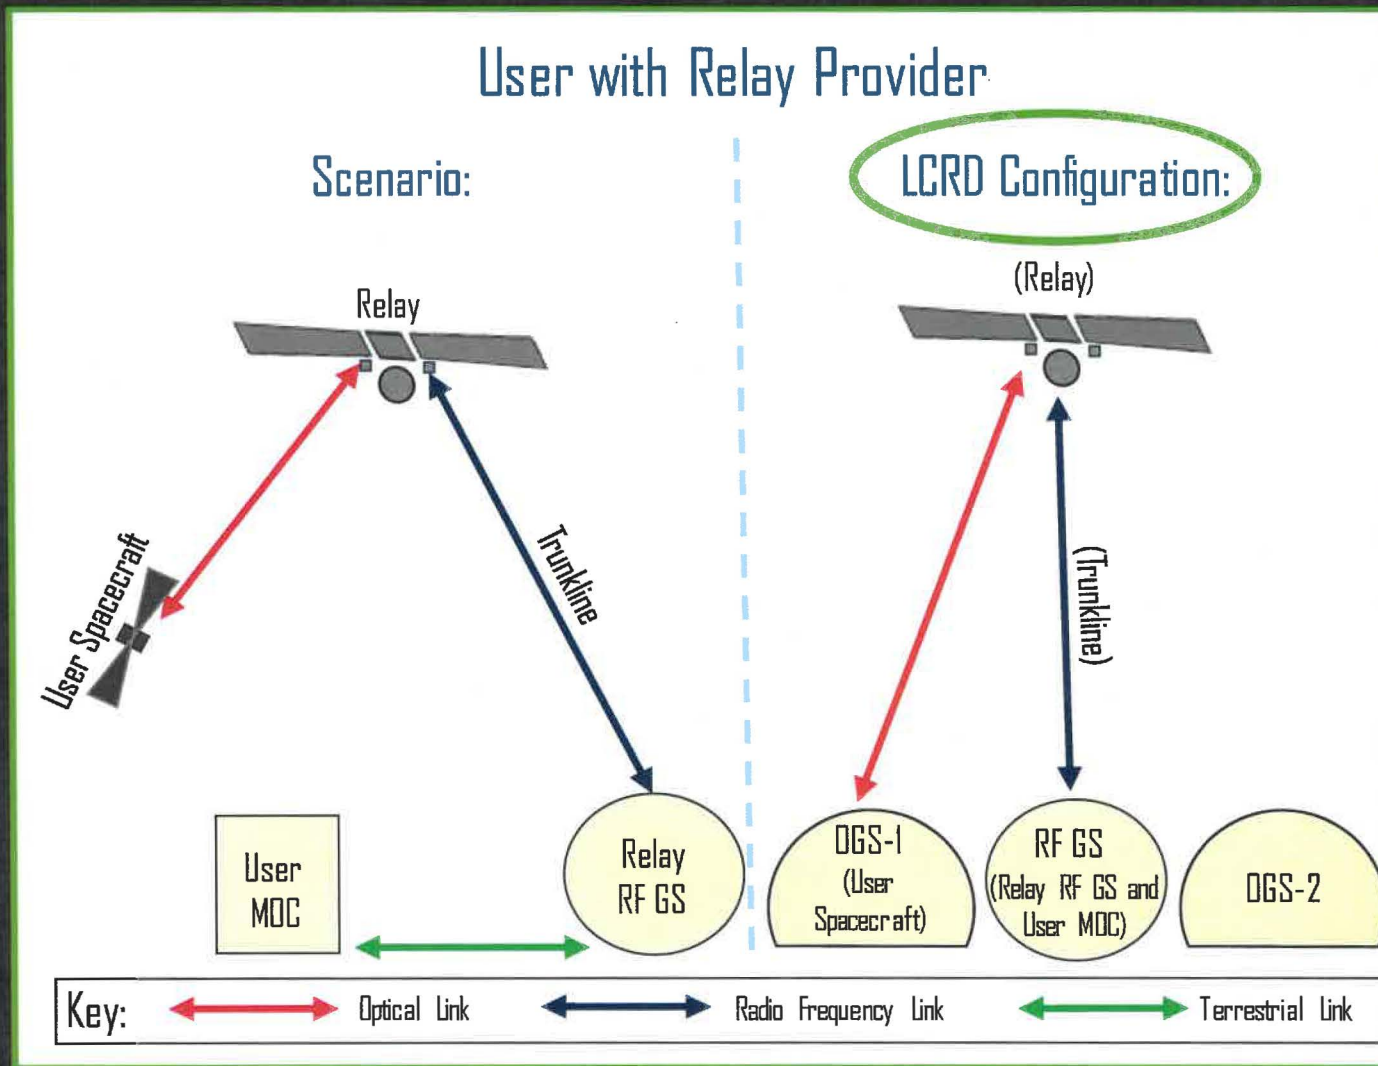 User with Relay Provider
Scenario:
Relay
User Spacecraft
Trunkline
User
MOC
Relay
RF GS
LCRD Configuration:
(Relay)
(Trunkline)
OGS-1
(User
Spacecraft)
RF GS
(Relay RF GS and
User MOC)
OGS-2
Key:
Optical Link
Radio Frequency Link
Terrestrial Link